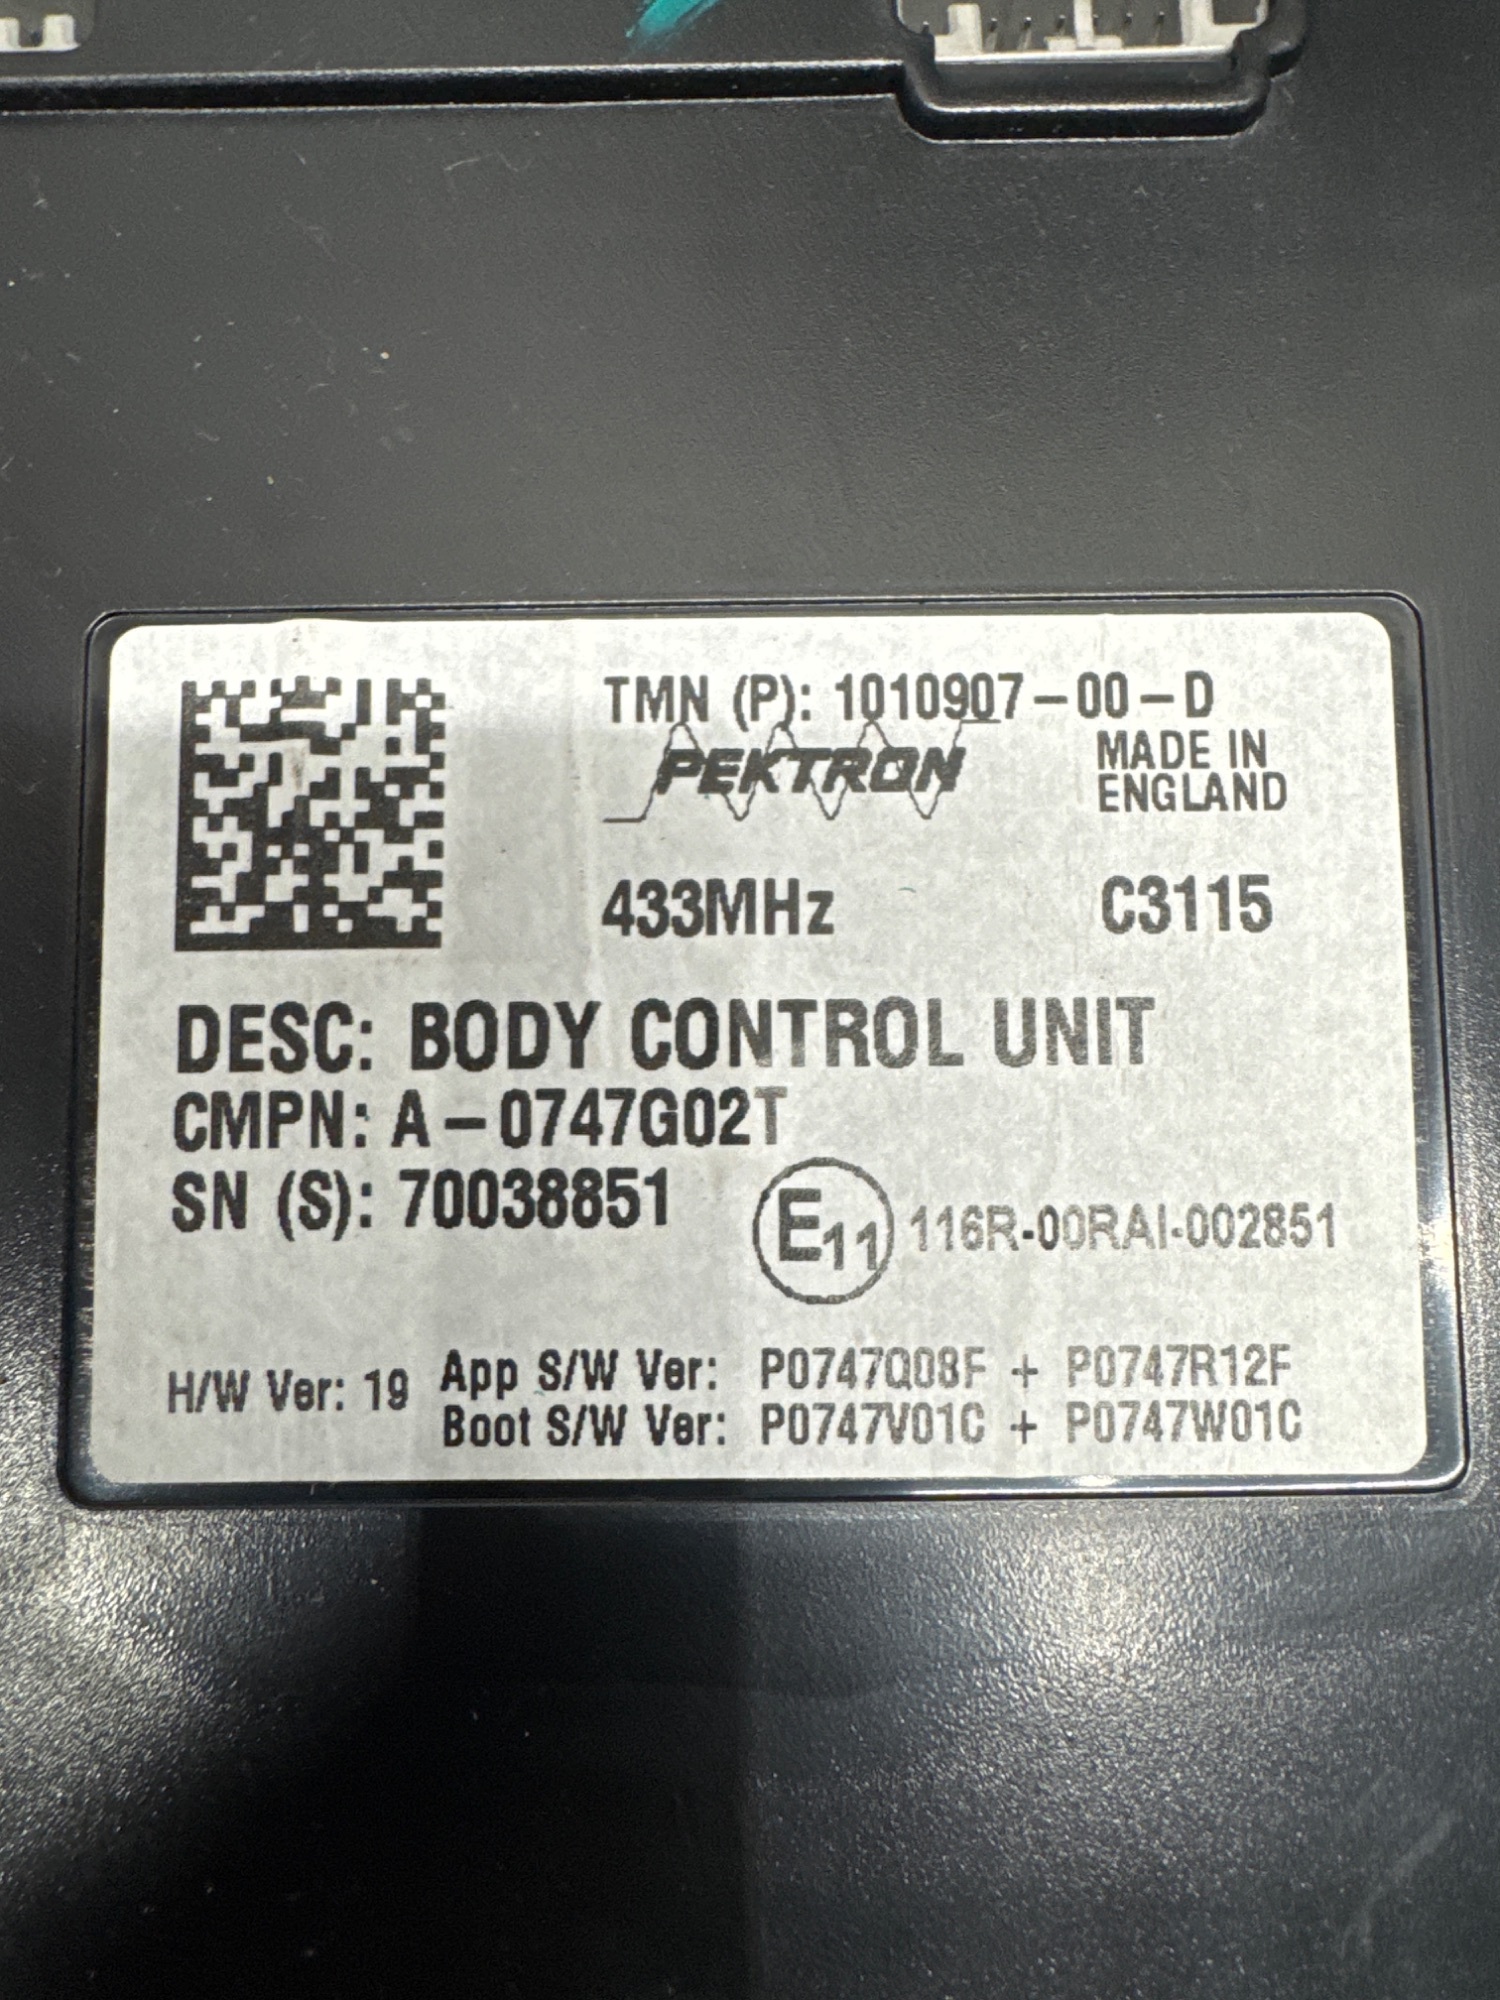 TMN (P): 1010907-00-D
PEKTRON
MADE IN
ENGLAND
433MHz C3115
DESC: BODY CONTROL UNIT
CMPN: A-0747G02T
SN (S): 70038851
E11 116R-00RAI-002851
H/W Ver: 19
App S/W Ver: P0747Q08F + P0747R12F
Boot S/W Ver: P0747V01C + P0747W01C